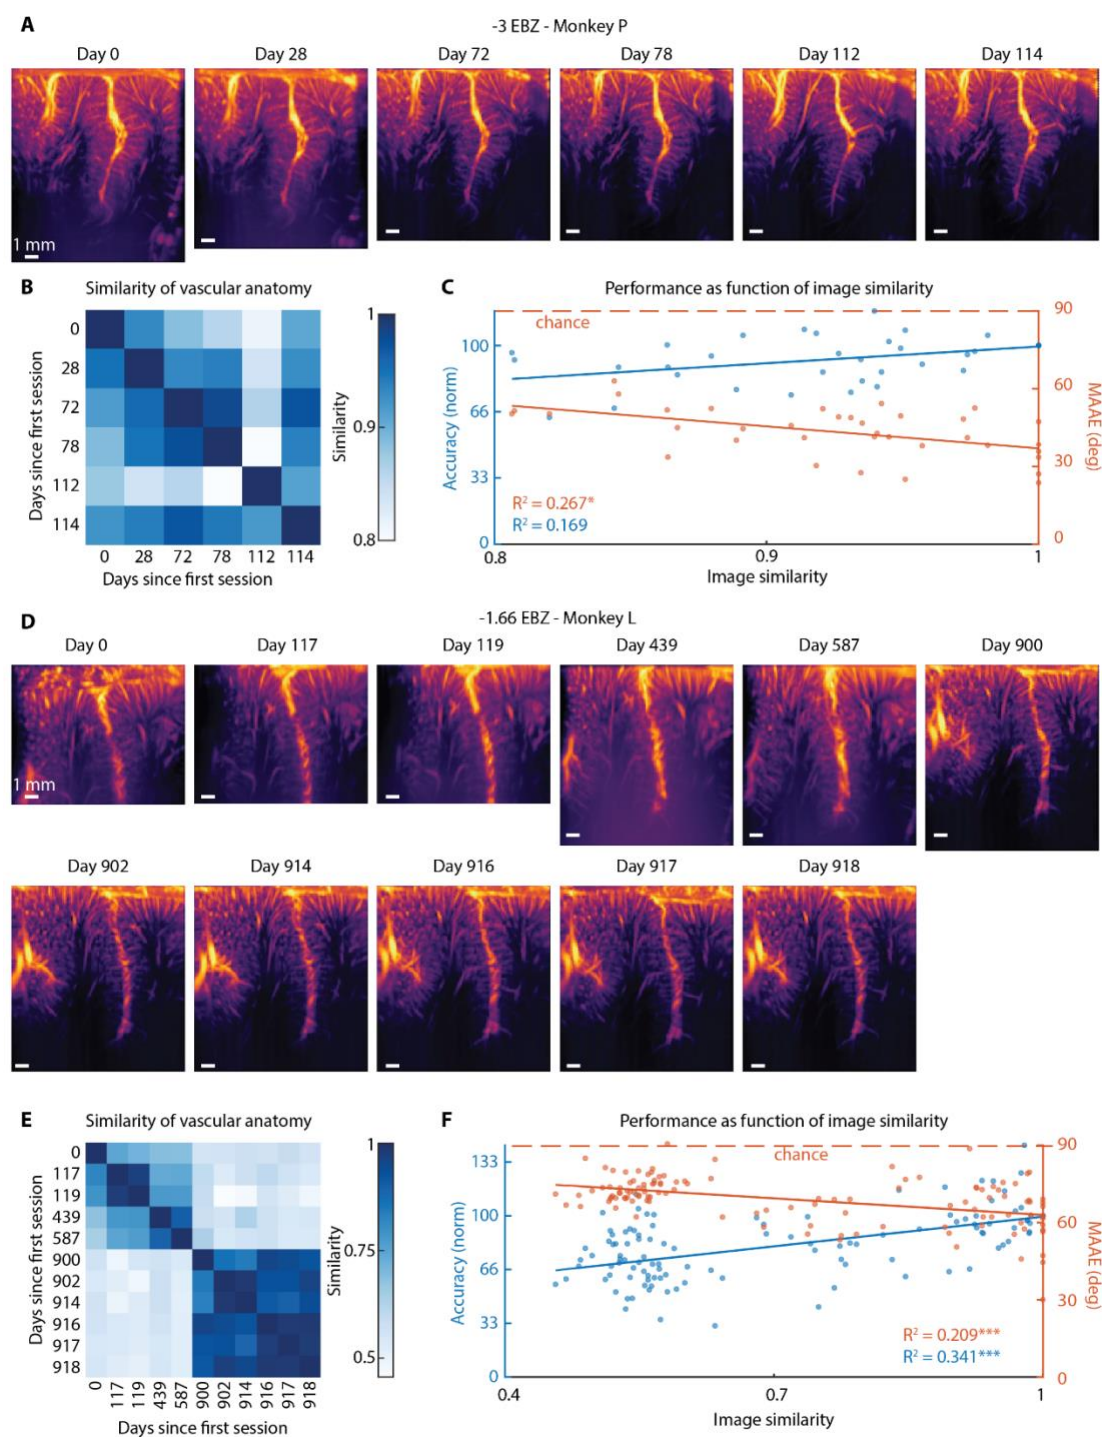 A
-3 EBZ - Monkey P
Day 0 Day 28 Day 72 Day 78 Day 112 Day 114
1 mm
B Similarity of vascular anatomy
0
28
72
78
112
114
Days since first session
0 28 72 78 112 114
Days since first session
1
0.9
0.8
Similarity
C Performance as function of image similarity
chance
100
66
33
0
Accuracy (norm)
90
60
30
0
MAAE (deg)
R² = 0.267*
R² = 0.169
0.8 0.9 1
Image similarity
D
-1.66 EBZ - Monkey L
Day 0 Day 117 Day 119 Day 439 Day 587 Day 900
1 mm
Day 902 Day 914 Day 916 Day 917 Day 918
E Similarity of vascular anatomy
0
117
119
439
587
900
902
914
916
917
918
Days since first session
0 117 119 439 587 900 902 914 916 917 918
Days since first session
1
0.75
0.5
Similarity
F Performance as function of image similarity
chance
133
100
66
33
0
Accuracy (norm)
90
60
30
0
MAAE (deg)
R² = 0.209***
R² = 0.341***
0.4 0.7 1
Image similarity